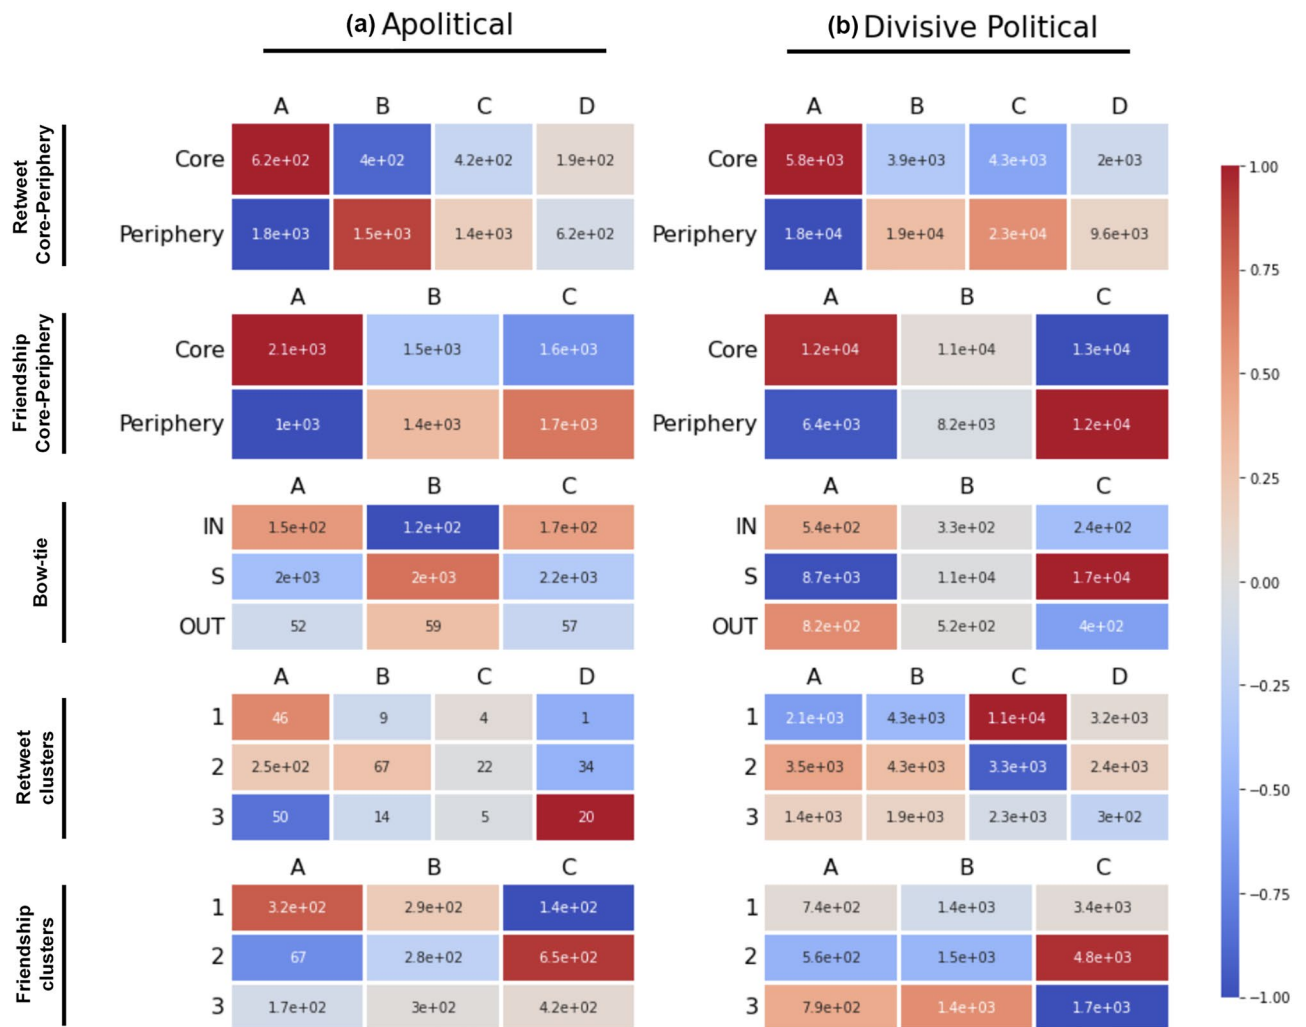 (a) Apolitical (b) Divisive Political
A B C D A B C D
Retweet
Core-Periphery
Core 6.2e+02 4e+02 4.2e+02 1.9e+02 Core 5.8e+03 3.9e+03 4.3e+03 2e+03
Periphery 1.8e+03 1.5e+03 1.4e+03 6.2e+02 Periphery 1.8e+04 1.9e+04 2.3e+04 9.6e+03
A B C A B C
Friendship
Core-Periphery
Core 2.1e+03 1.5e+03 1.6e+03 Core 1.2e+04 1.1e+04 1.3e+04
Periphery 1e+03 1.4e+03 1.7e+03 Periphery 6.4e+03 8.2e+03 1.2e+04
A B C A B C
Bow-tie
IN 1.5e+02 1.2e+02 1.7e+02 IN 5.4e+02 3.3e+02 2.4e+02
S 2e+03 2e+03 2.2e+03 S 8.7e+03 1.1e+04 1.7e+04
OUT 52 59 57 OUT 8.2e+02 5.2e+02 4e+02
A B C D A B C D
Retweet
clusters
1 46 9 4 1 1 2.1e+03 4.3e+03 1.1e+04 3.2e+03
2 2.5e+02 67 22 34 2 3.5e+03 4.3e+03 3.3e+03 2.4e+03
3 50 14 5 20 3 1.4e+03 1.9e+03 2.3e+03 3e+02
A B C A B C
Friendship
clusters
1 3.2e+02 2.9e+02 1.4e+02 1 7.4e+02 1.4e+03 3.4e+03
2 67 2.8e+02 6.5e+02 2 5.6e+02 1.5e+03 4.8e+03
3 1.7e+02 3e+02 4.2e+02 3 7.9e+02 1.4e+03 1.7e+03
1.00
0.75
0.50
0.25
0.00
−0.25
−0.50
−0.75
−1.00